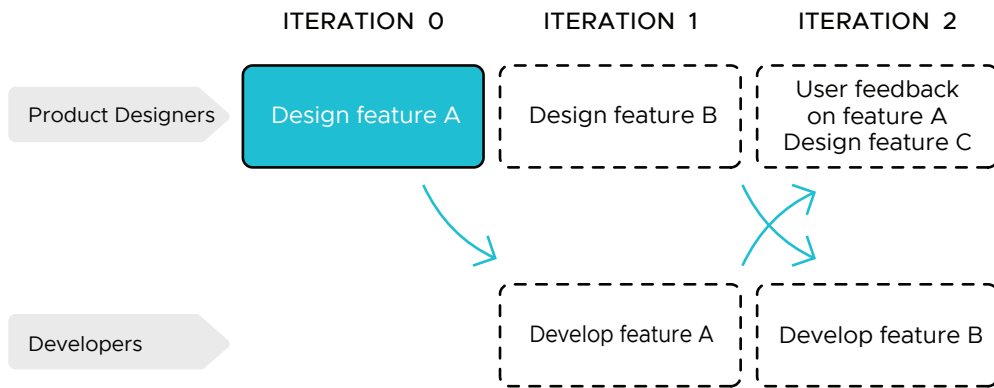 ITERATION 0
ITERATION 1
ITERATION 2
Product Designers
Design feature A
Design feature B
User feedback
on feature A
Design feature C
Developers
Develop feature A
Develop feature B